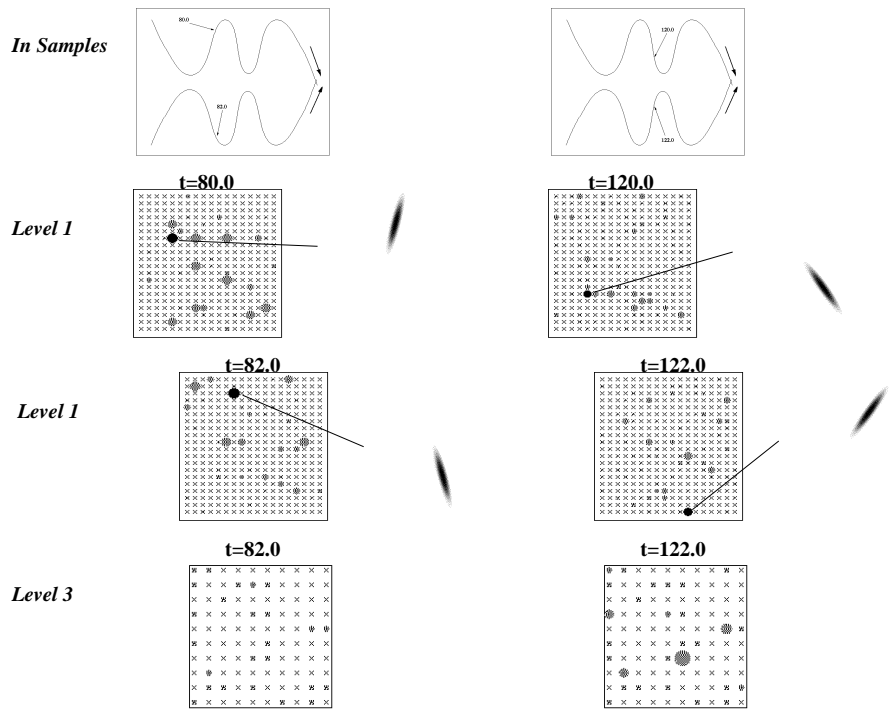 In Samples
80.0
82.0
120.0
122.0
t=80.0
t=120.0
Level 1
t=82.0
t=122.0
Level 1
t=82.0
t=122.0
Level 3